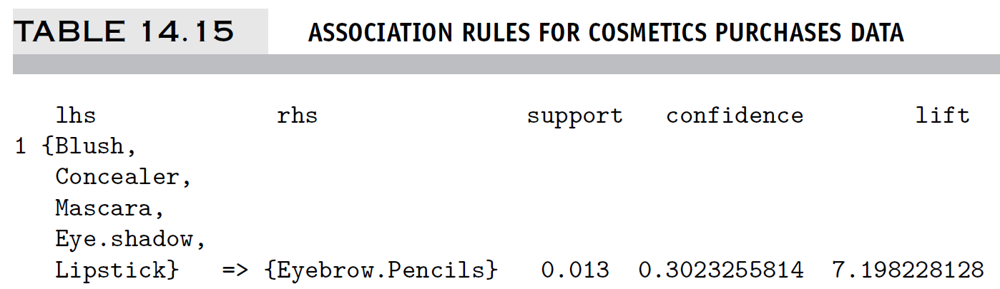 TABLE 14.15 ASSOCIATION RULES FOR COSMETICS PURCHASES DATA
lhs rhs support confidence lift
1 {Blush,
Concealer,
Mascara,
Eye.shadow,
Lipstick} => {Eyebrow.Pencils} 0.013 0.3023255814 7.198228128